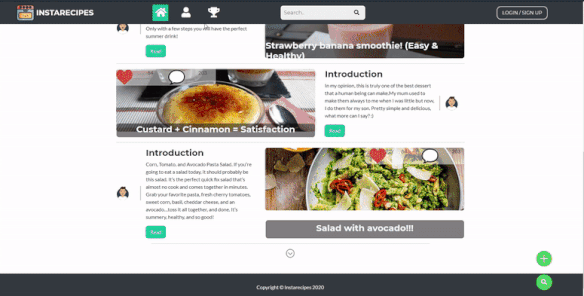 INSTARECIPES
Search.
LOGIN / SIGN UP
Only with a few steps you will have the perfect
summer drink!
Read
Strawberry banana smoothie! (Easy &
Healthy)
Custard + Cinnamon = Satisfaction
Introduction
In my opinion, this is truly one of the best dessert
that a human being can make.My mum used to
make them always to me when I was little but now,
I do them for my son. Pretty simple and delicious,
what more can I say? :)
Read
Introduction
Corn, Tomato, and Avocado Pasta Salad. If you're
going to eat a salad today, it should probably be
this salad. It's the perfect quick fix salad that's
almost no cook and comes together in minutes.
Grab your favorite pasta, fresh cherry tomatoes,
sweet corn, basil, cheddar cheese, and an
avocado...toss it all together, and done. It's
summery, healthy, and so good!
Read
Salad with avocado!!!
Copyright © Instarecipes 2020